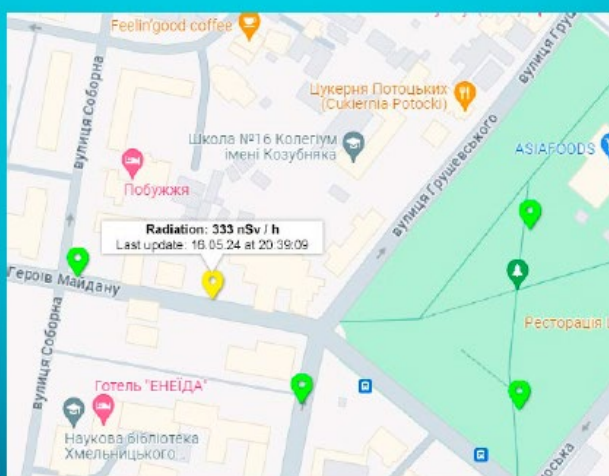 Feelin'good coffee
вулиця Соборна
Цукерня Потоцьких
(Cukiernia Potocki)
Школа №16 Колегіум
імені Козубняка
вулиця Грушевського
ASIAFOODS
Побужжя
Radiation: 333 nSv / h
Last update: 16.05.24 at 20:39:09
Героїв Майдану
Ресторація
вулиця Соборна
Готель "ЕНЕЇДА"
Наукова бібліотека
Хмельницького...